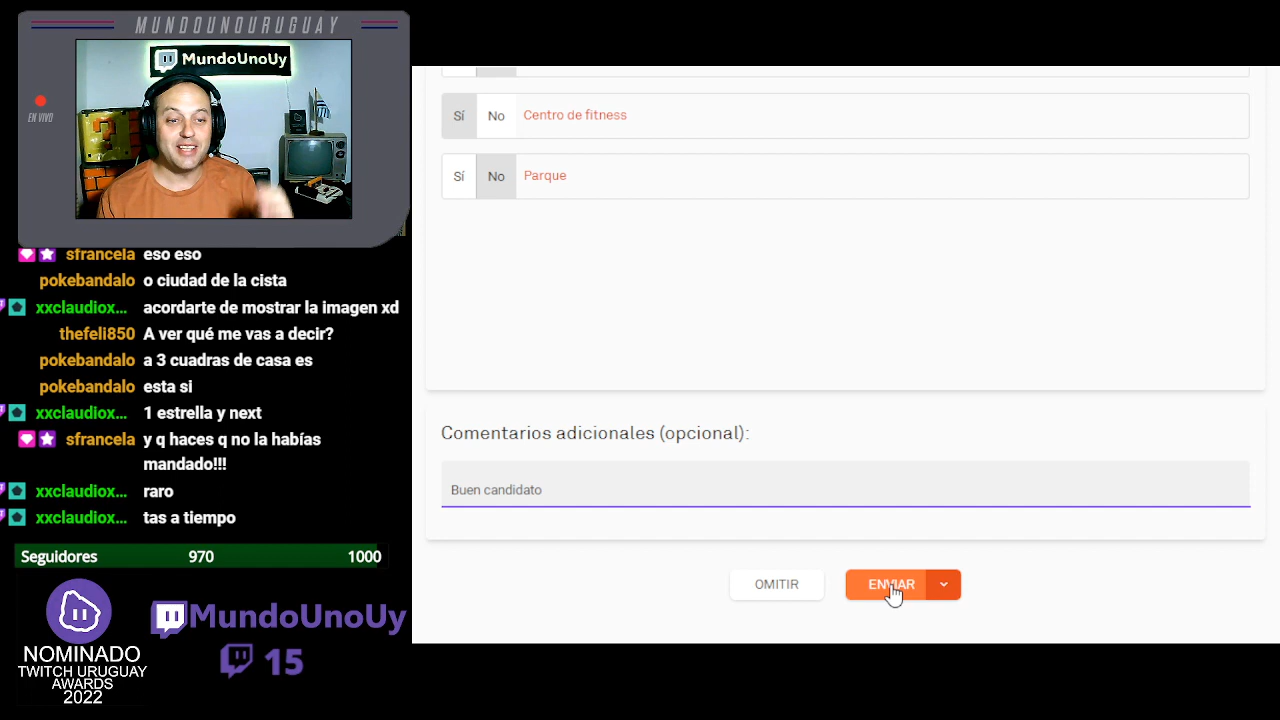 MUNDOUNOURUGUAY
MundoUnoUy
EN VIVO
sfrancela eso eso
pokebandalo o ciudad de la cista
xxclaudiox... acordarte de mostrar la imagen xd
thefeli850 A ver qué me vas a decir?
pokebandalo a 3 cuadras de casa es
pokebandalo esta si
xxclaudiox... 1 estrella y next
sfrancela y q haces q no la habías
mandado!!!
xxclaudiox... raro
xxclaudiox... tas a tiempo
Seguidores 970 1000
NOMINADO
TWITCH URUGUAY
AWARDS
2022
MundoUnoUy
15
Sí No Centro de fitness
Sí No Parque
Comentarios adicionales (opcional):
Buen candidato
OMITIR ENVIAR